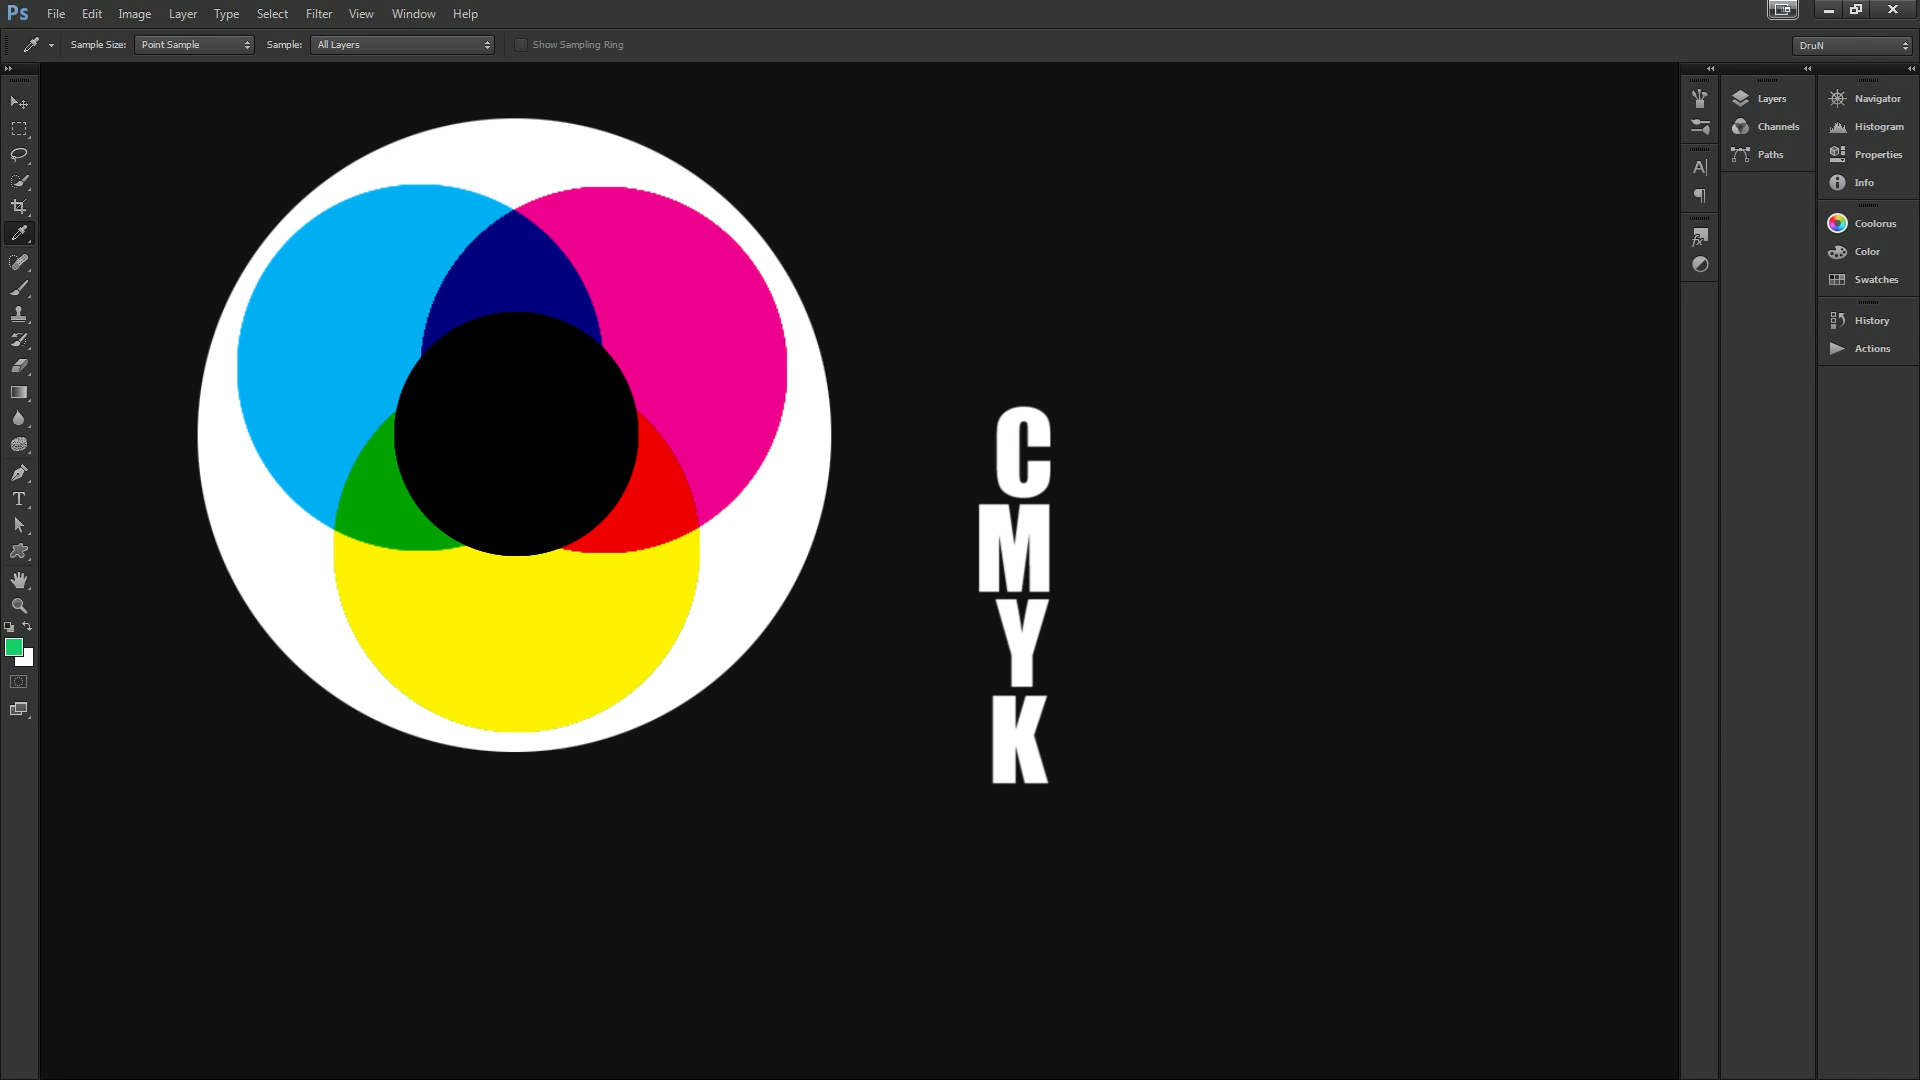 Ps File Edit Image Layer Type Select Filter View Window Help
Sample Size: Point Sample Sample: All Layers Show Sampling Ring DruN
Layers
Channels
Paths
Navigator
Histogram
Properties
Info
Coolorus
Color
Swatches
History
Actions
C
M
Y
K